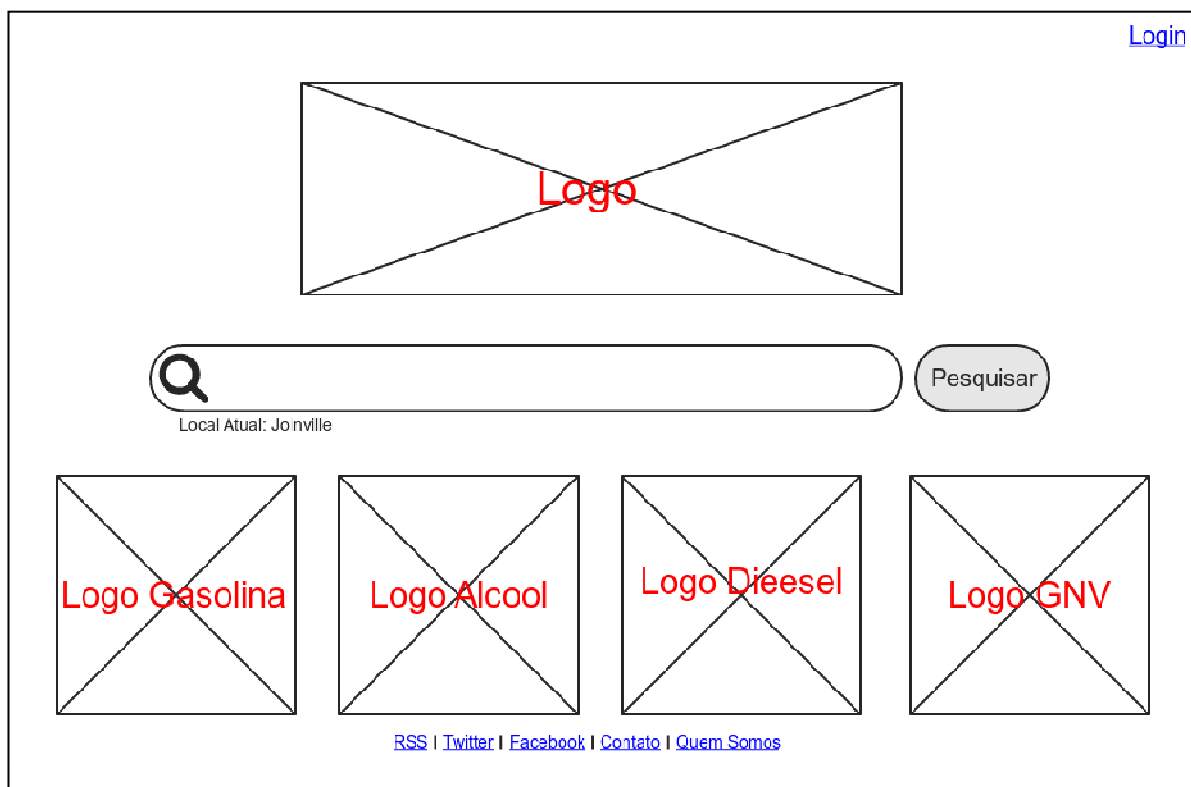 Login
Logo
Pesquisar
Local Atual: Joinville
Logo Gasolina
Logo Alcool
Logo Dieesel
Logo GNV
RSS | Twitter | Facebook | Contato | Quem Somos